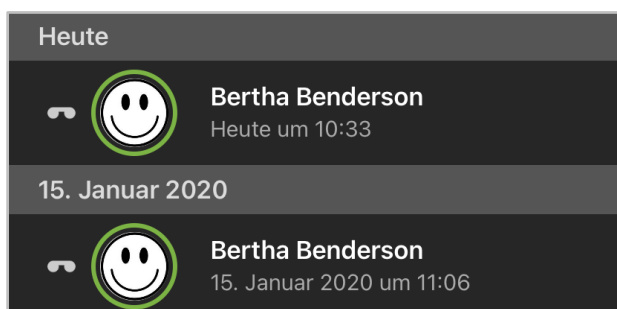 Heute
Bertha Benderson
Heute um 10:33
15. Januar 2020
Bertha Benderson
15. Januar 2020 um 11:06